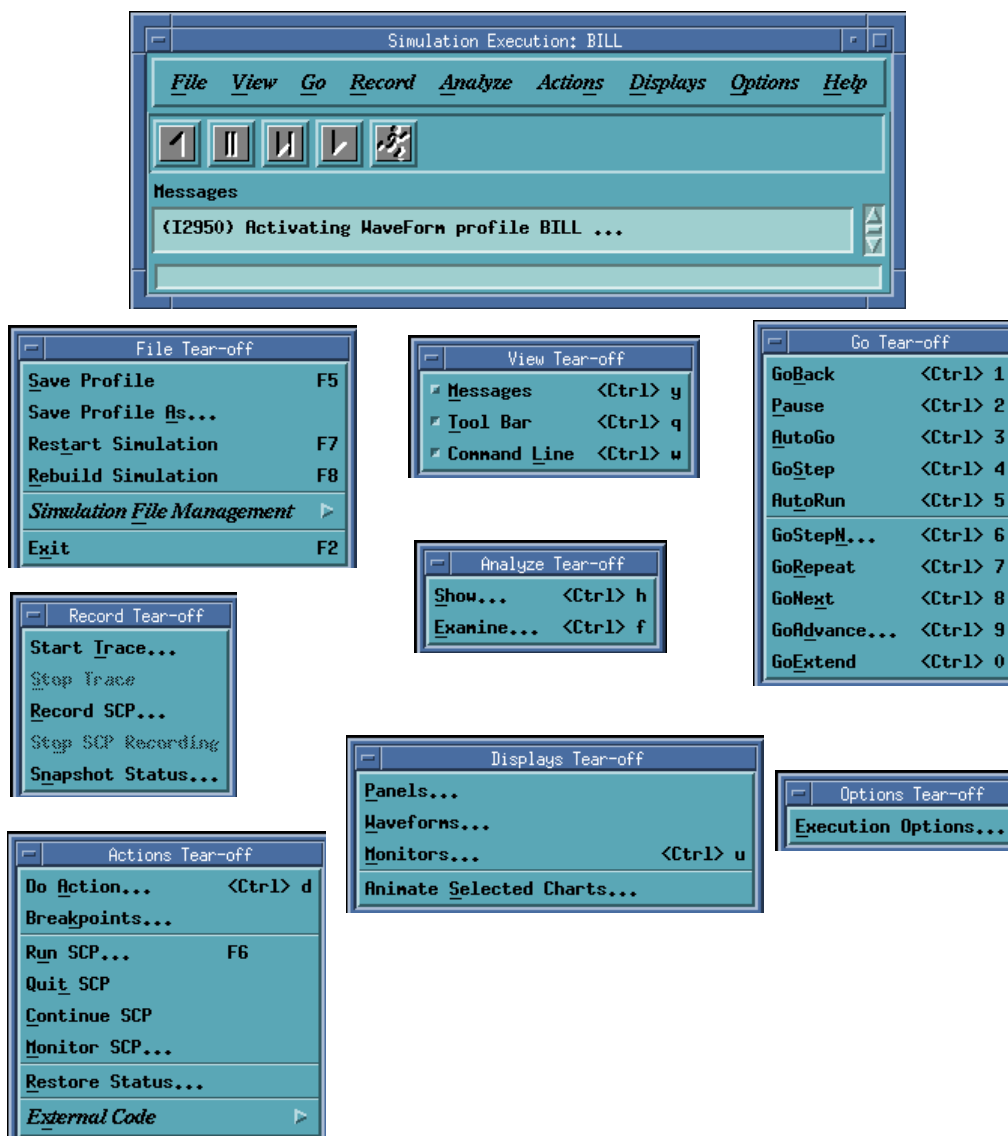 Simulation Execution: BILL
File View Go Record Analyze Actions Displays Options Help
Messages
(I2950) Activating WaveForm profile BILL ...
File Tear-off
Save Profile F5
Save Profile As...
Restart Simulation F7
Rebuild Simulation F8
Simulation File Management
Exit F2
View Tear-off
Messages <Ctrl> y
Tool Bar <Ctrl> q
Command Line <Ctrl> w
Go Tear-off
GoBack <Ctrl> 1
Pause <Ctrl> 2
AutoGo <Ctrl> 3
GoStep <Ctrl> 4
AutoRun <Ctrl> 5
GoStepN... <Ctrl> 6
GoRepeat <Ctrl> 7
GoNext <Ctrl> 8
GoAdvance... <Ctrl> 9
GoExtend <Ctrl> 0
Analyze Tear-off
Show... <Ctrl> h
Examine... <Ctrl> f
Record Tear-off
Start Trace...
Stop Trace
Record SCP...
Stop SCP Recording
Snapshot Status...
Displays Tear-off
Panels...
Waveforms...
Monitors... <Ctrl> u
Animate Selected Charts...
Options Tear-off
Execution Options...
Actions Tear-off
Do Action... <Ctrl> d
Breakpoints...
Run SCP... F6
Quit SCP
Continue SCP
Monitor SCP...
Restore Status...
External Code